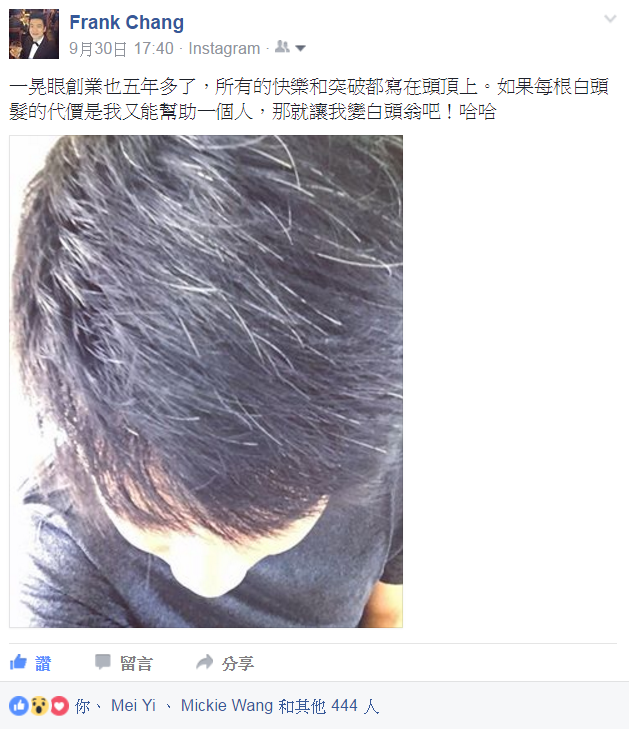 Frank Chang
9月30日 17:40 · Instagram ·
一晃眼創業也五年多了，所有的快樂和突破都寫在頭頂上。如果每根白頭
髮的代價是我又能幫助一個人，那就讓我變白頭翁吧！哈哈
讚 留言 分享
你、 Mei Yi 、 Mickie Wang 和其他 444 人